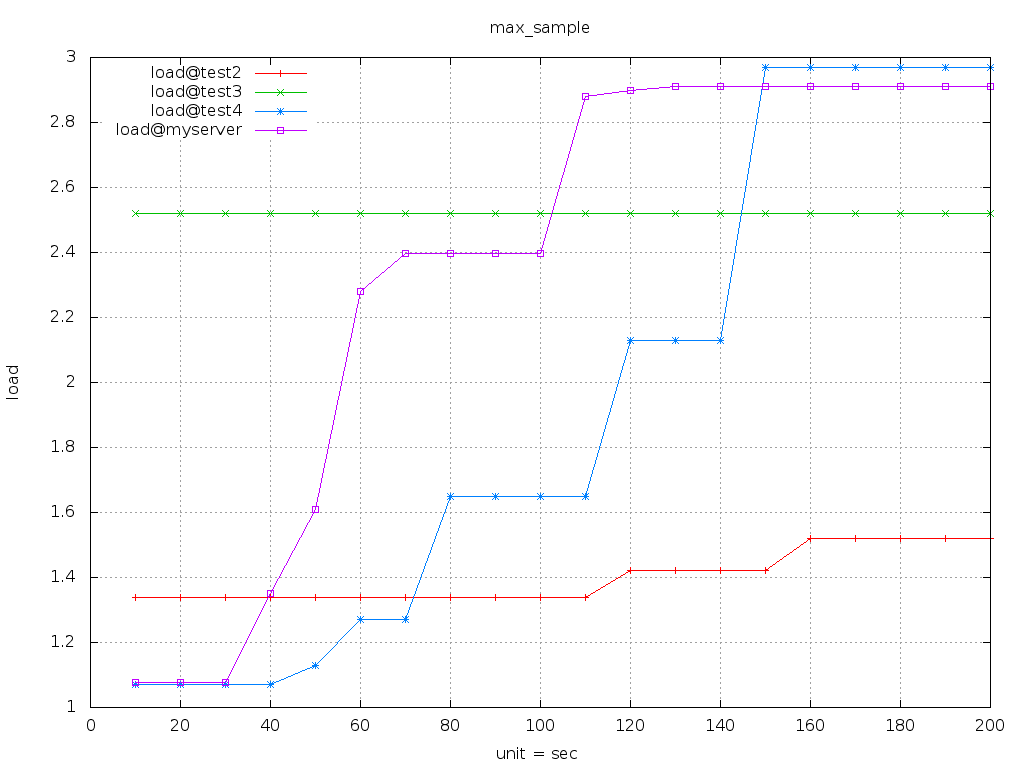 max_sample
load@test2
load@test3
load@test4
load@myserver
load
3
2.8
2.6
2.4
2.2
2
1.8
1.6
1.4
1.2
1
0 20 40 60 80 100 120 140 160 180 200
unit = sec